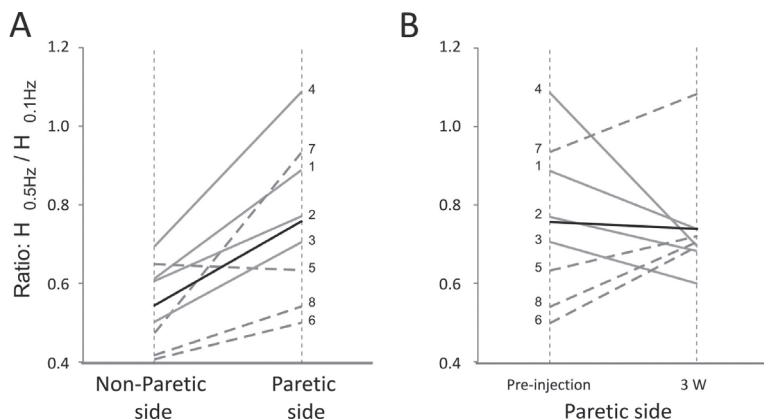 A
B
Ratio: H 0.5Hz / H 0.1Hz
1.2
1.0
0.8
0.6
0.4
4
7
1
2
3
5
8
6
Non-Paretic
side
Paretic
side
1.2
1.0
0.8
0.6
0.4
4
7
1
2
3
5
8
6
Pre-injection
3 W
Paretic side